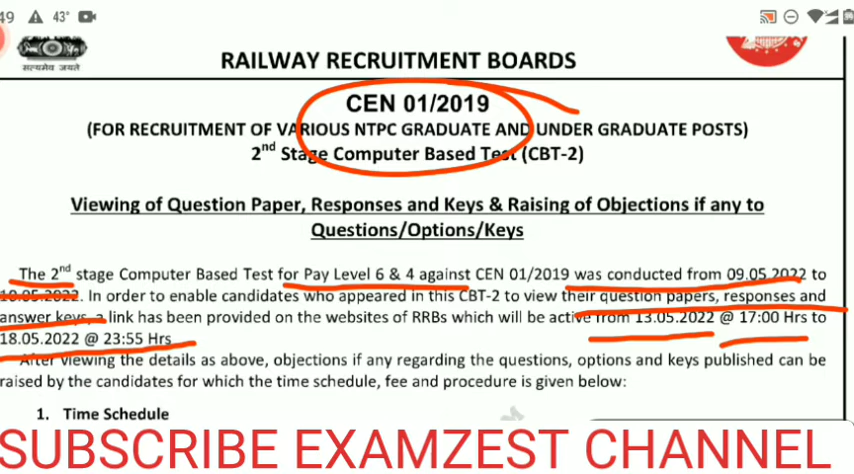 49 43°
सत्यमेव जयते
RAILWAY RECRUITMENT BOARDS
CEN 01/2019
(FOR RECRUITMENT OF VARIOUS NTPC GRADUATE AND UNDER GRADUATE POSTS)
2nd Stage Computer Based Test (CBT-2)
Viewing of Question Paper, Responses and Keys & Raising of Objections if any to
Questions/Options/Keys
The 2nd stage Computer Based Test for Pay Level 6 & 4 against CEN 01/2019 was conducted from 09.05.2022 to
10.05.2022. In order to enable candidates who appeared in this CBT-2 to view their question papers, responses and
answer keys, a link has been provided on the websites of RRBs which will be active from 13.05.2022 @ 17:00 Hrs to
18.05.2022 @ 23:55 Hrs
After viewing the details as above, objections if any regarding the questions, options and keys published can be
raised by the candidates for which the time schedule, fee and procedure is given below:
1. Time Schedule
SUBSCRIBE EXAMZEST CHANNEL